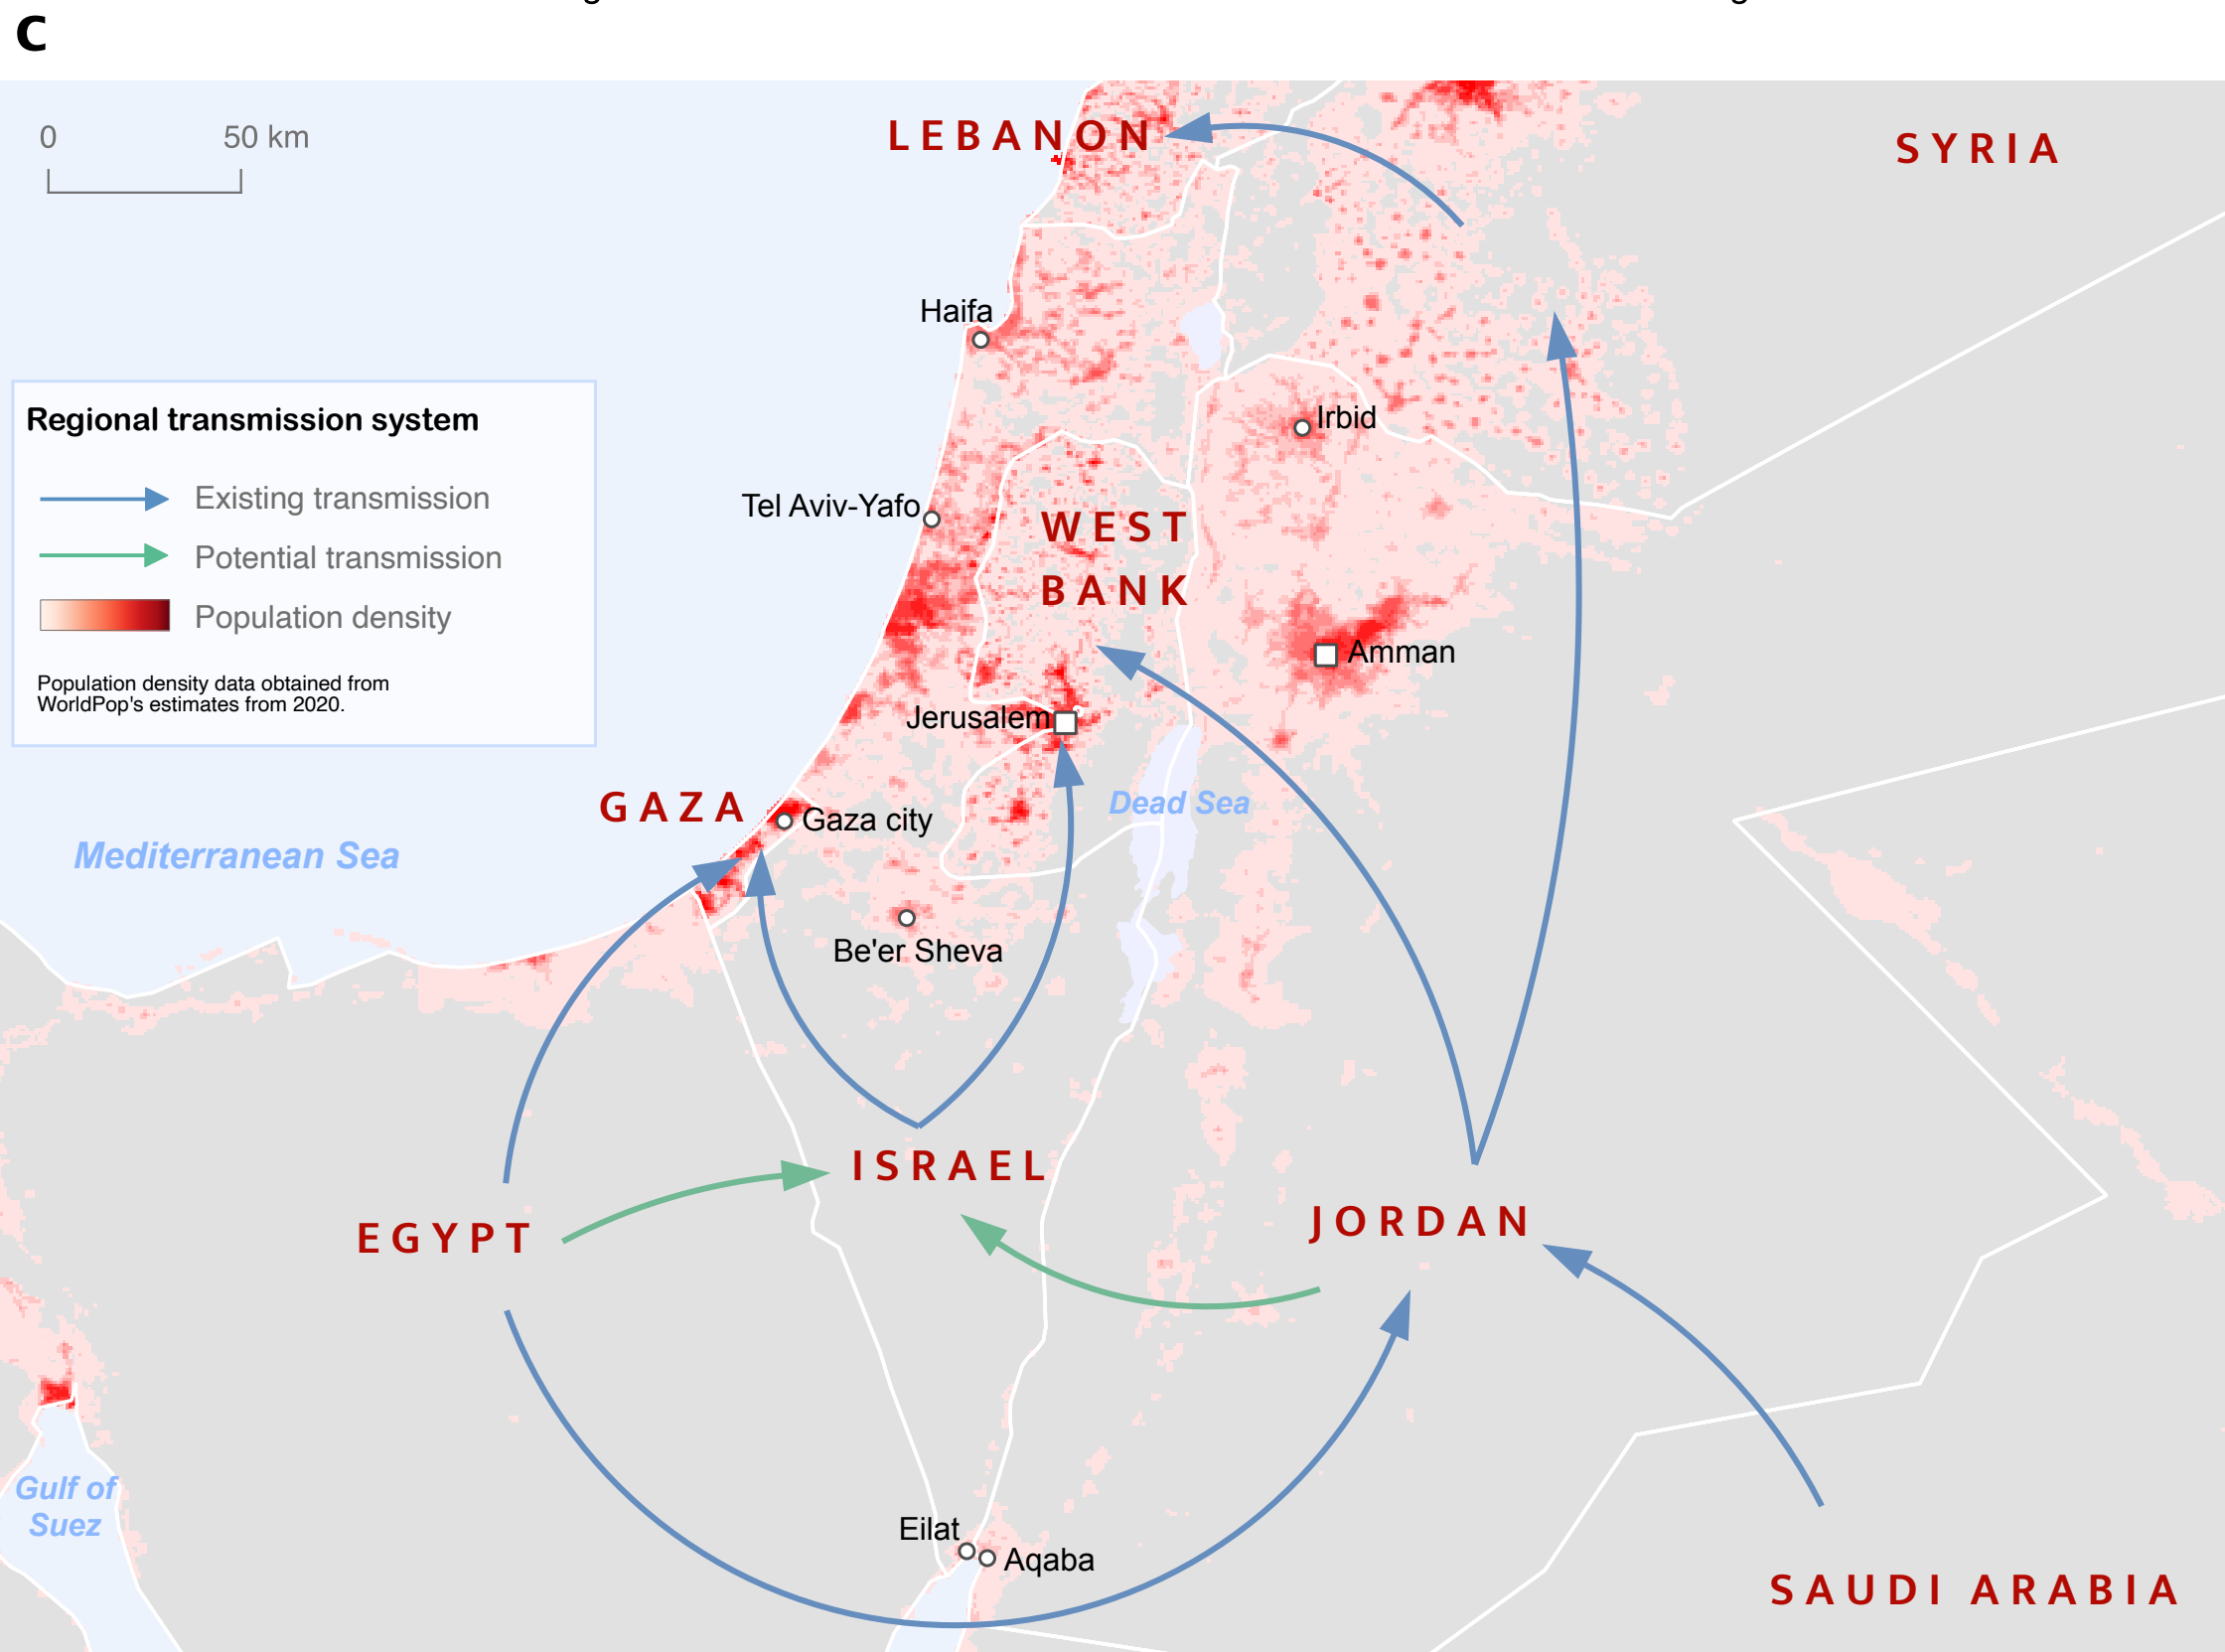 C
0 50 km
LEBANON
SYRIA
Haifa
Regional transmission system
Existing transmission
Potential transmission
Population density
Population density data obtained from
WorldPop's estimates from 2020.
Irbid
Tel Aviv-Yafo
WEST
BANK
Amman
Jerusalem
GAZA
Gaza city
Dead Sea
Mediterranean Sea
Be'er Sheva
ISRAEL
EGYPT
JORDAN
Gulf of
Suez
Eilat
Aqaba
SAUDI ARABIA